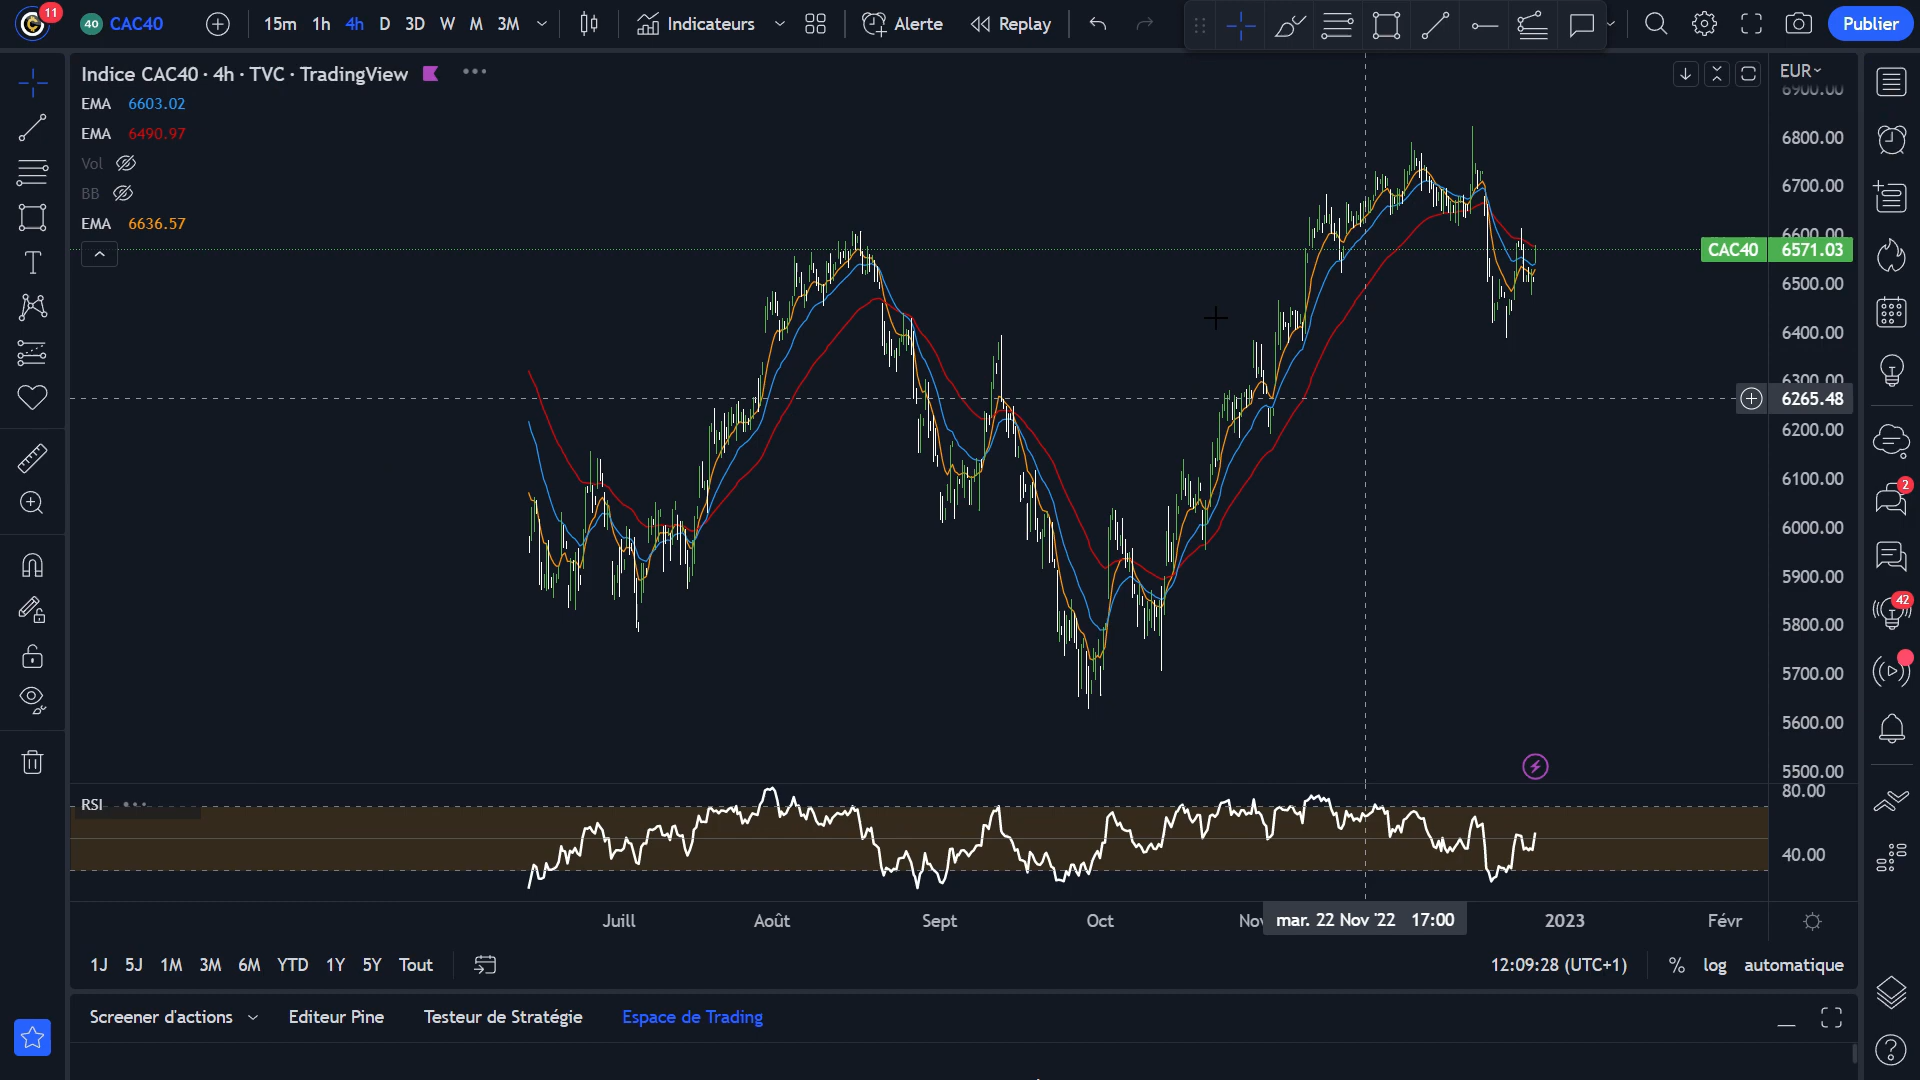 11
40 CAC40 15m 1h 4h D 3D W M 3M Indicateurs Alerte Replay Publier
Indice CAC40 · 4h · TVC · TradingView
EUR
EMA 6603.02
EMA 6490.97
Vol
BB
EMA 6636.57
6900.00
6800.00
6700.00
6600.00
CAC40 6571.03
6500.00
6400.00
6300.00
6265.48
6200.00
6100.00
6000.00
5900.00
5800.00
5700.00
5600.00
5500.00
2
42
RSI
80.00
40.00
Juill Août Sept Oct Nov mar. 22 Nov '22 17:00 2023 Févr
1J 5J 1M 3M 6M YTD 1Y 5Y Tout 12:09:28 (UTC+1) % log automatique
Screener d'actions Editeur Pine Testeur de Stratégie Espace de Trading